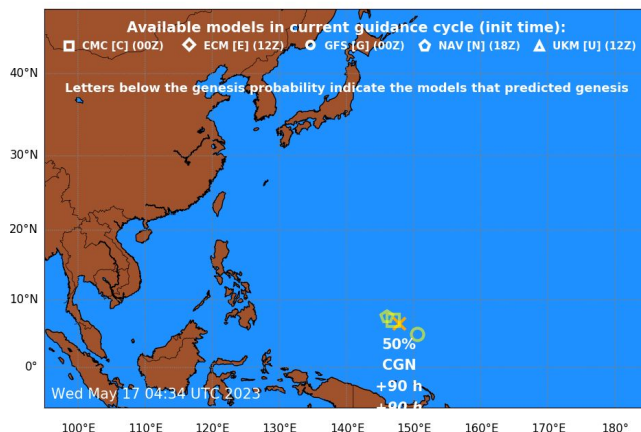 Available models in current guidance cycle (init time):
CMC [C] (00Z) ECM [E] (12Z) GFS [G] (00Z) NAV [N] (18Z) UKM [U] (12Z)
40°N
Letters below the genesis probability indicate the models that predicted genesis
30°N
20°N
10°N
50%
0°
CGN
+90 h
Wed May 17 04:34 UTC 2023
+90 h
100°E 110°E 120°E 130°E 140°E 150°E 160°E 170°E 180°